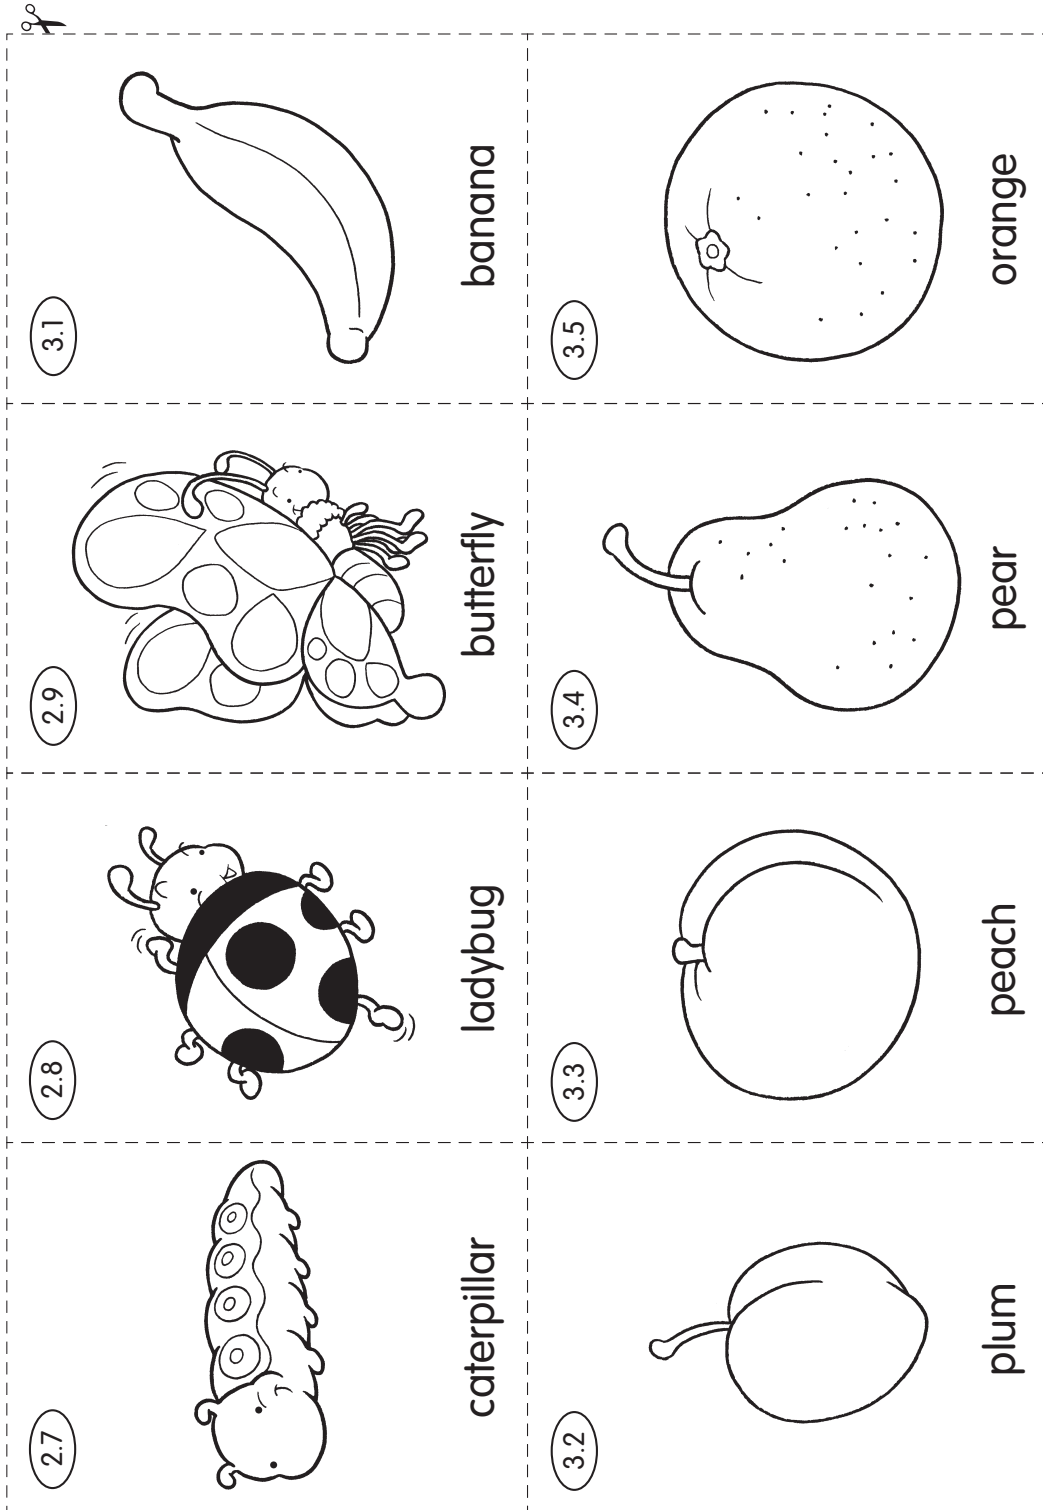 2.7
caterpillar
2.8
ladybug
2.9
butterfly
3.1
banana
3.2
plum
3.3
peach
3.4
pear
3.5
orange